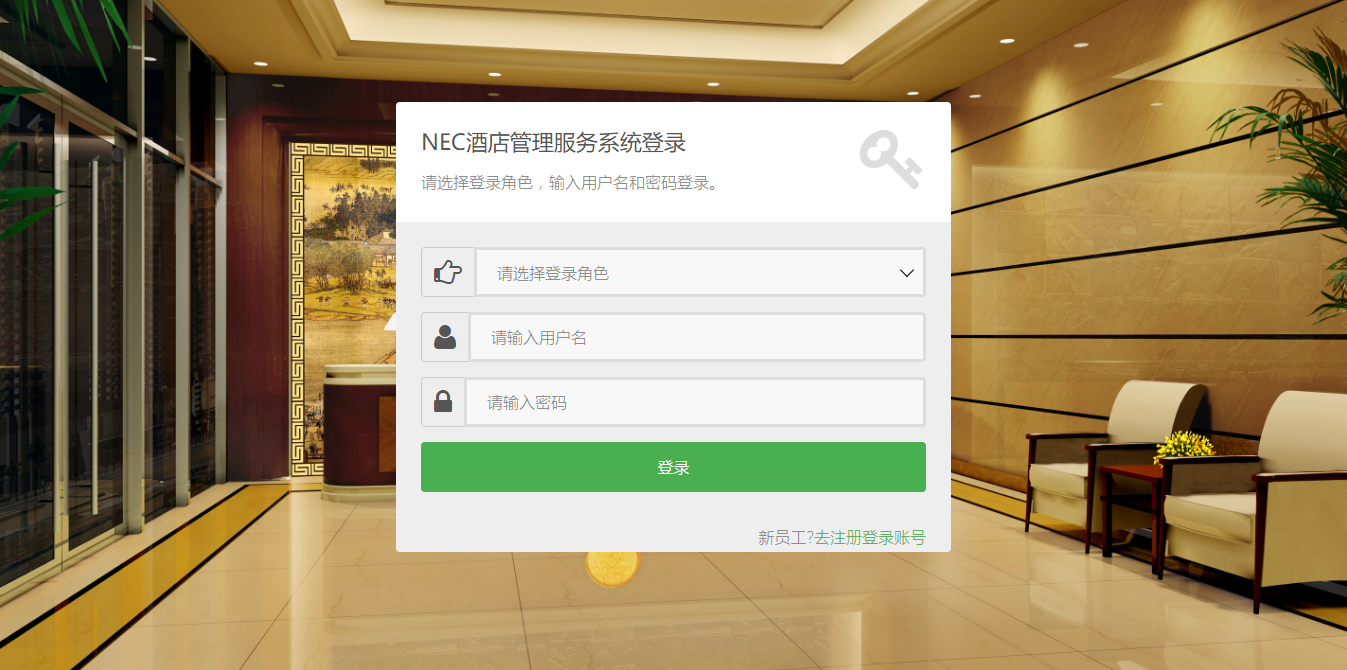 NEC酒店管理服务系统登录
请选择登录角色，输入用户名和密码登录。
请选择登录角色
请输入用户名
请输入密码
登录
新员工?去注册登录账号